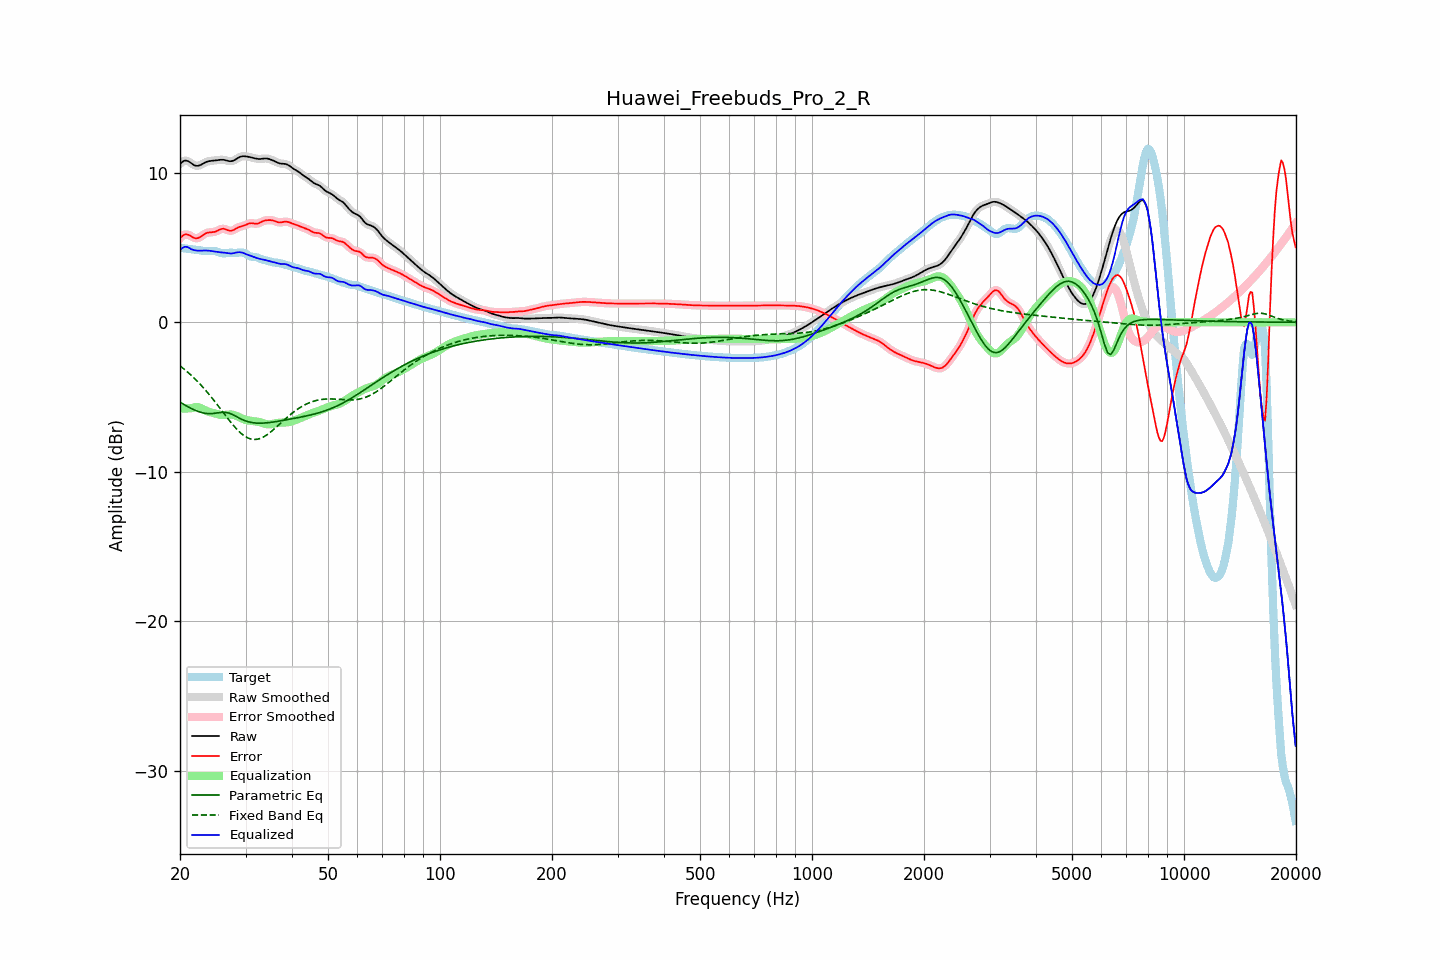 Huawei_Freebuds_Pro_2_R
Amplitude (dBr)
10
0
−10
−20
−30
Target
Raw Smoothed
Error Smoothed
Raw
Error
Equalization
Parametric Eq
Fixed Band Eq
Equalized
20 50 100 200 500 1000 2000 5000 10000 20000
Frequency (Hz)